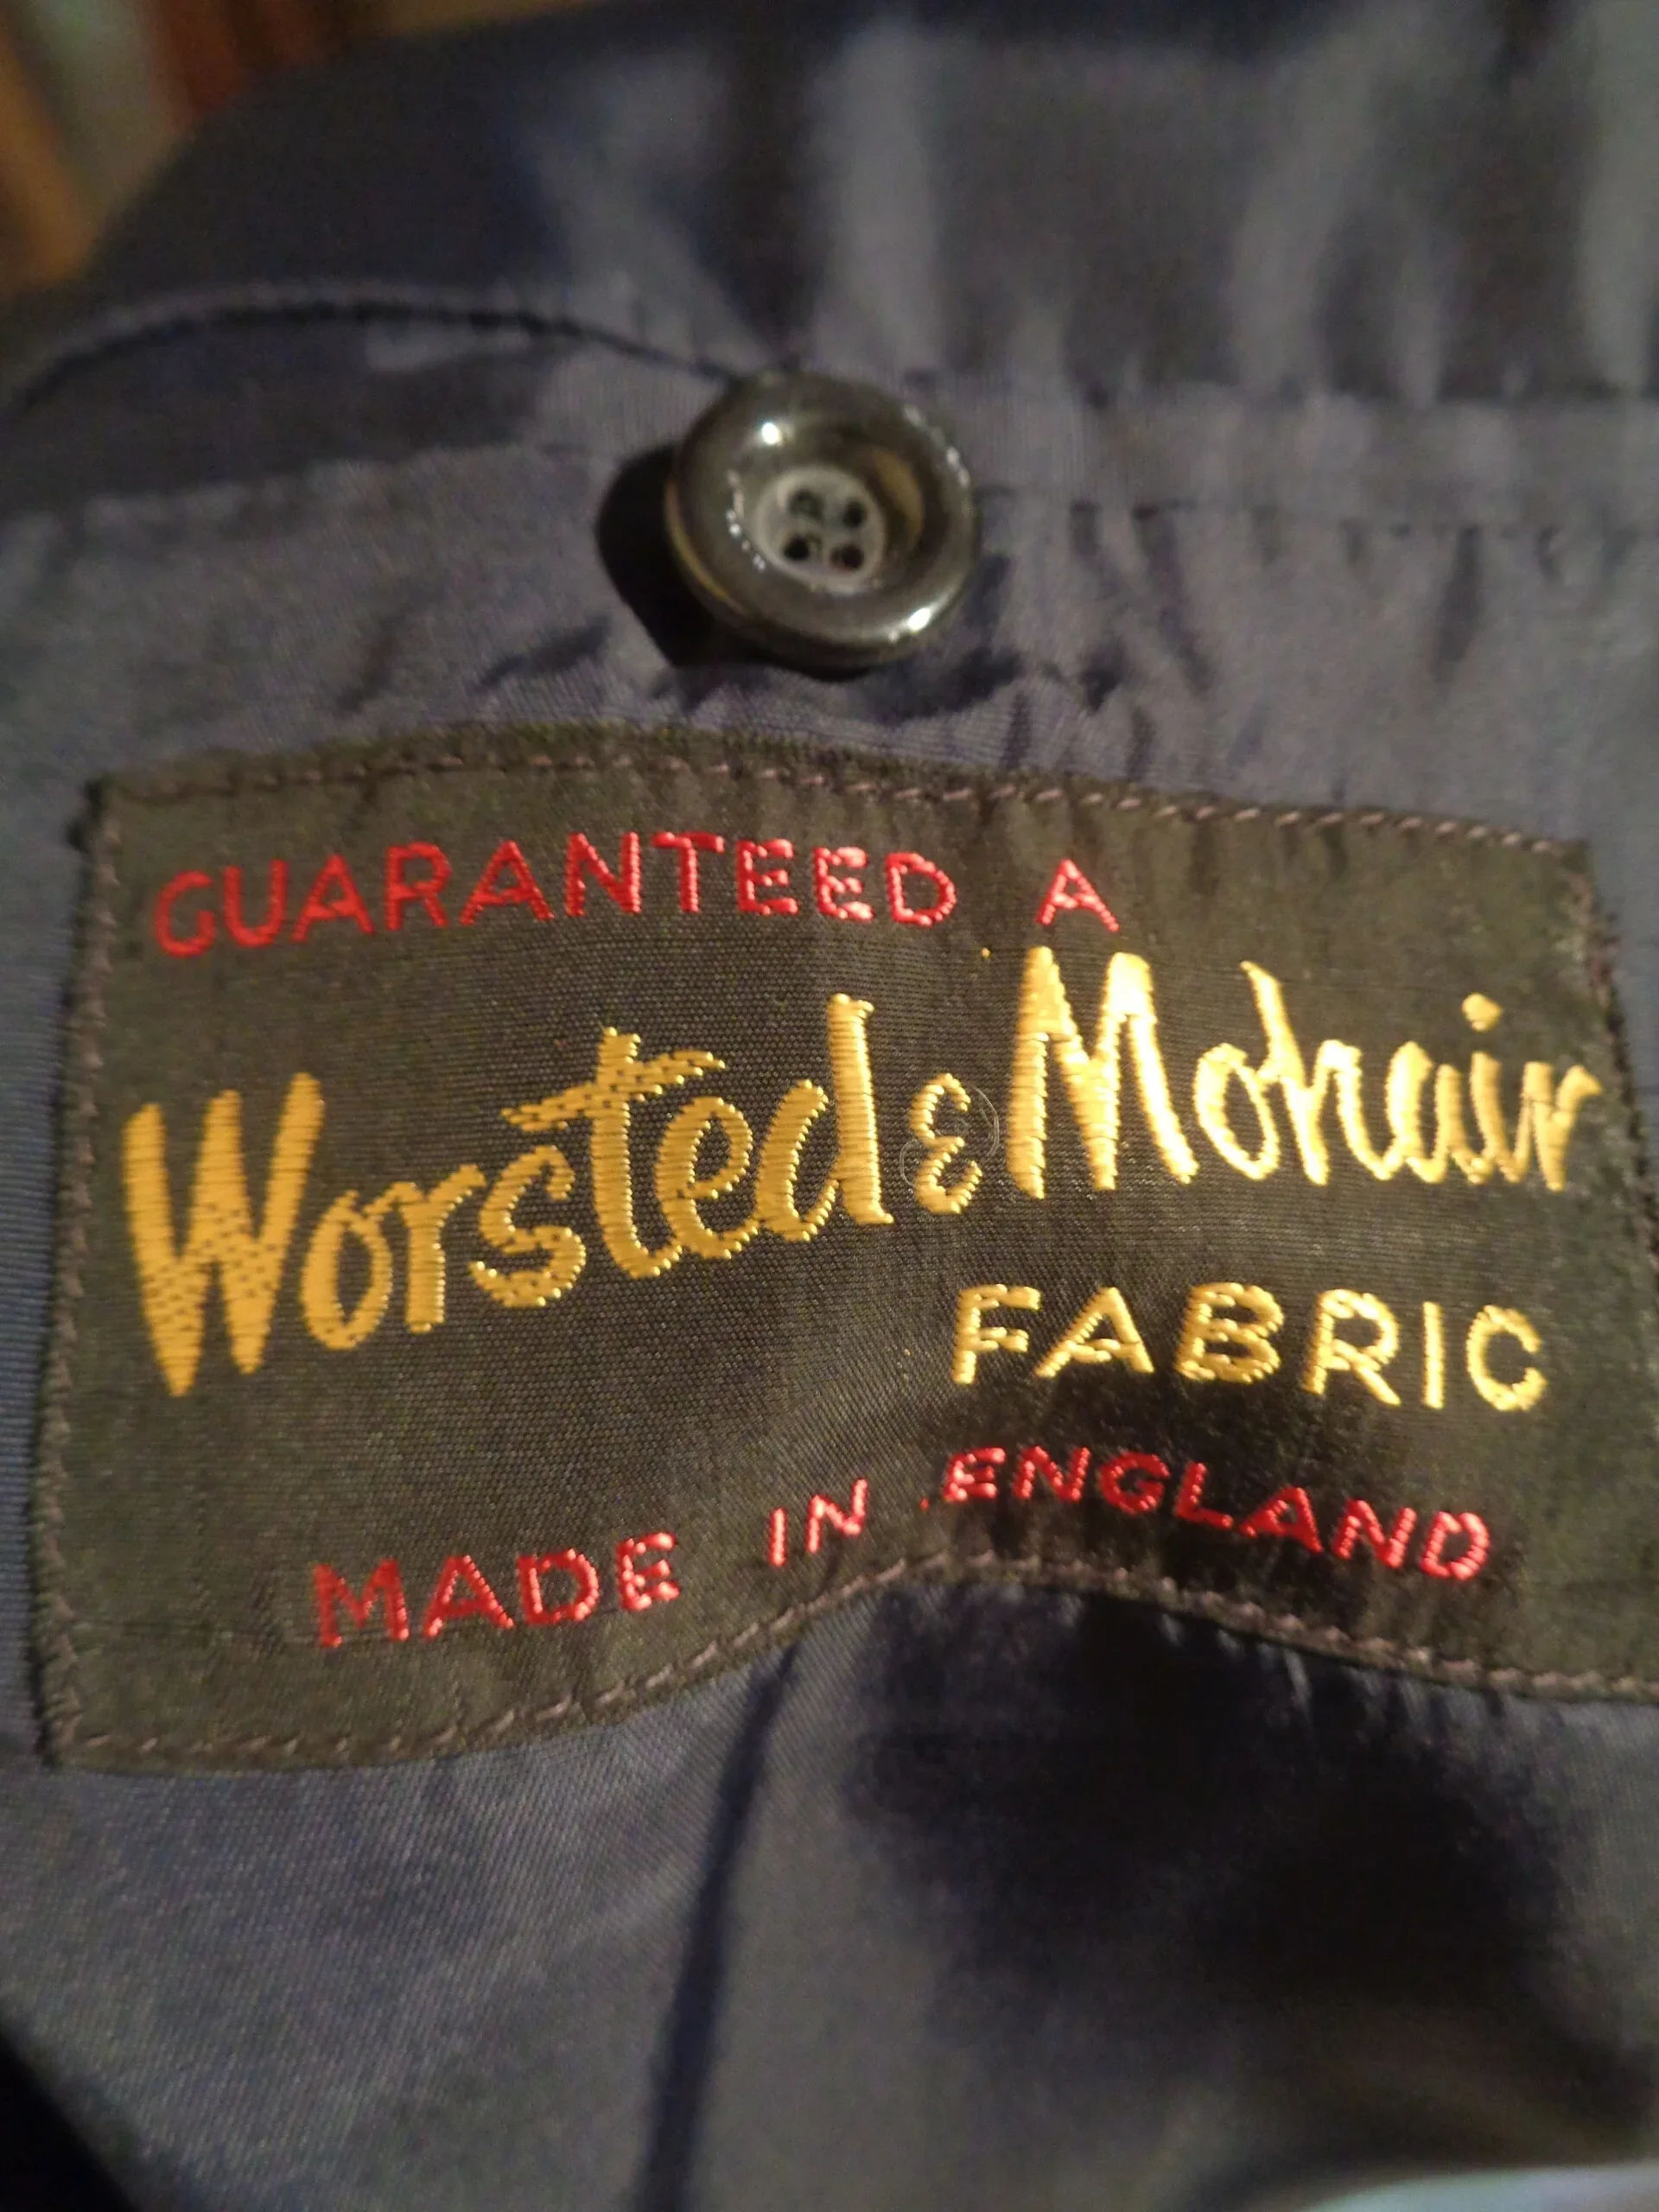 GUARANTEED A
Worsted & Mohair
FABRIC
MADE IN ENGLAND